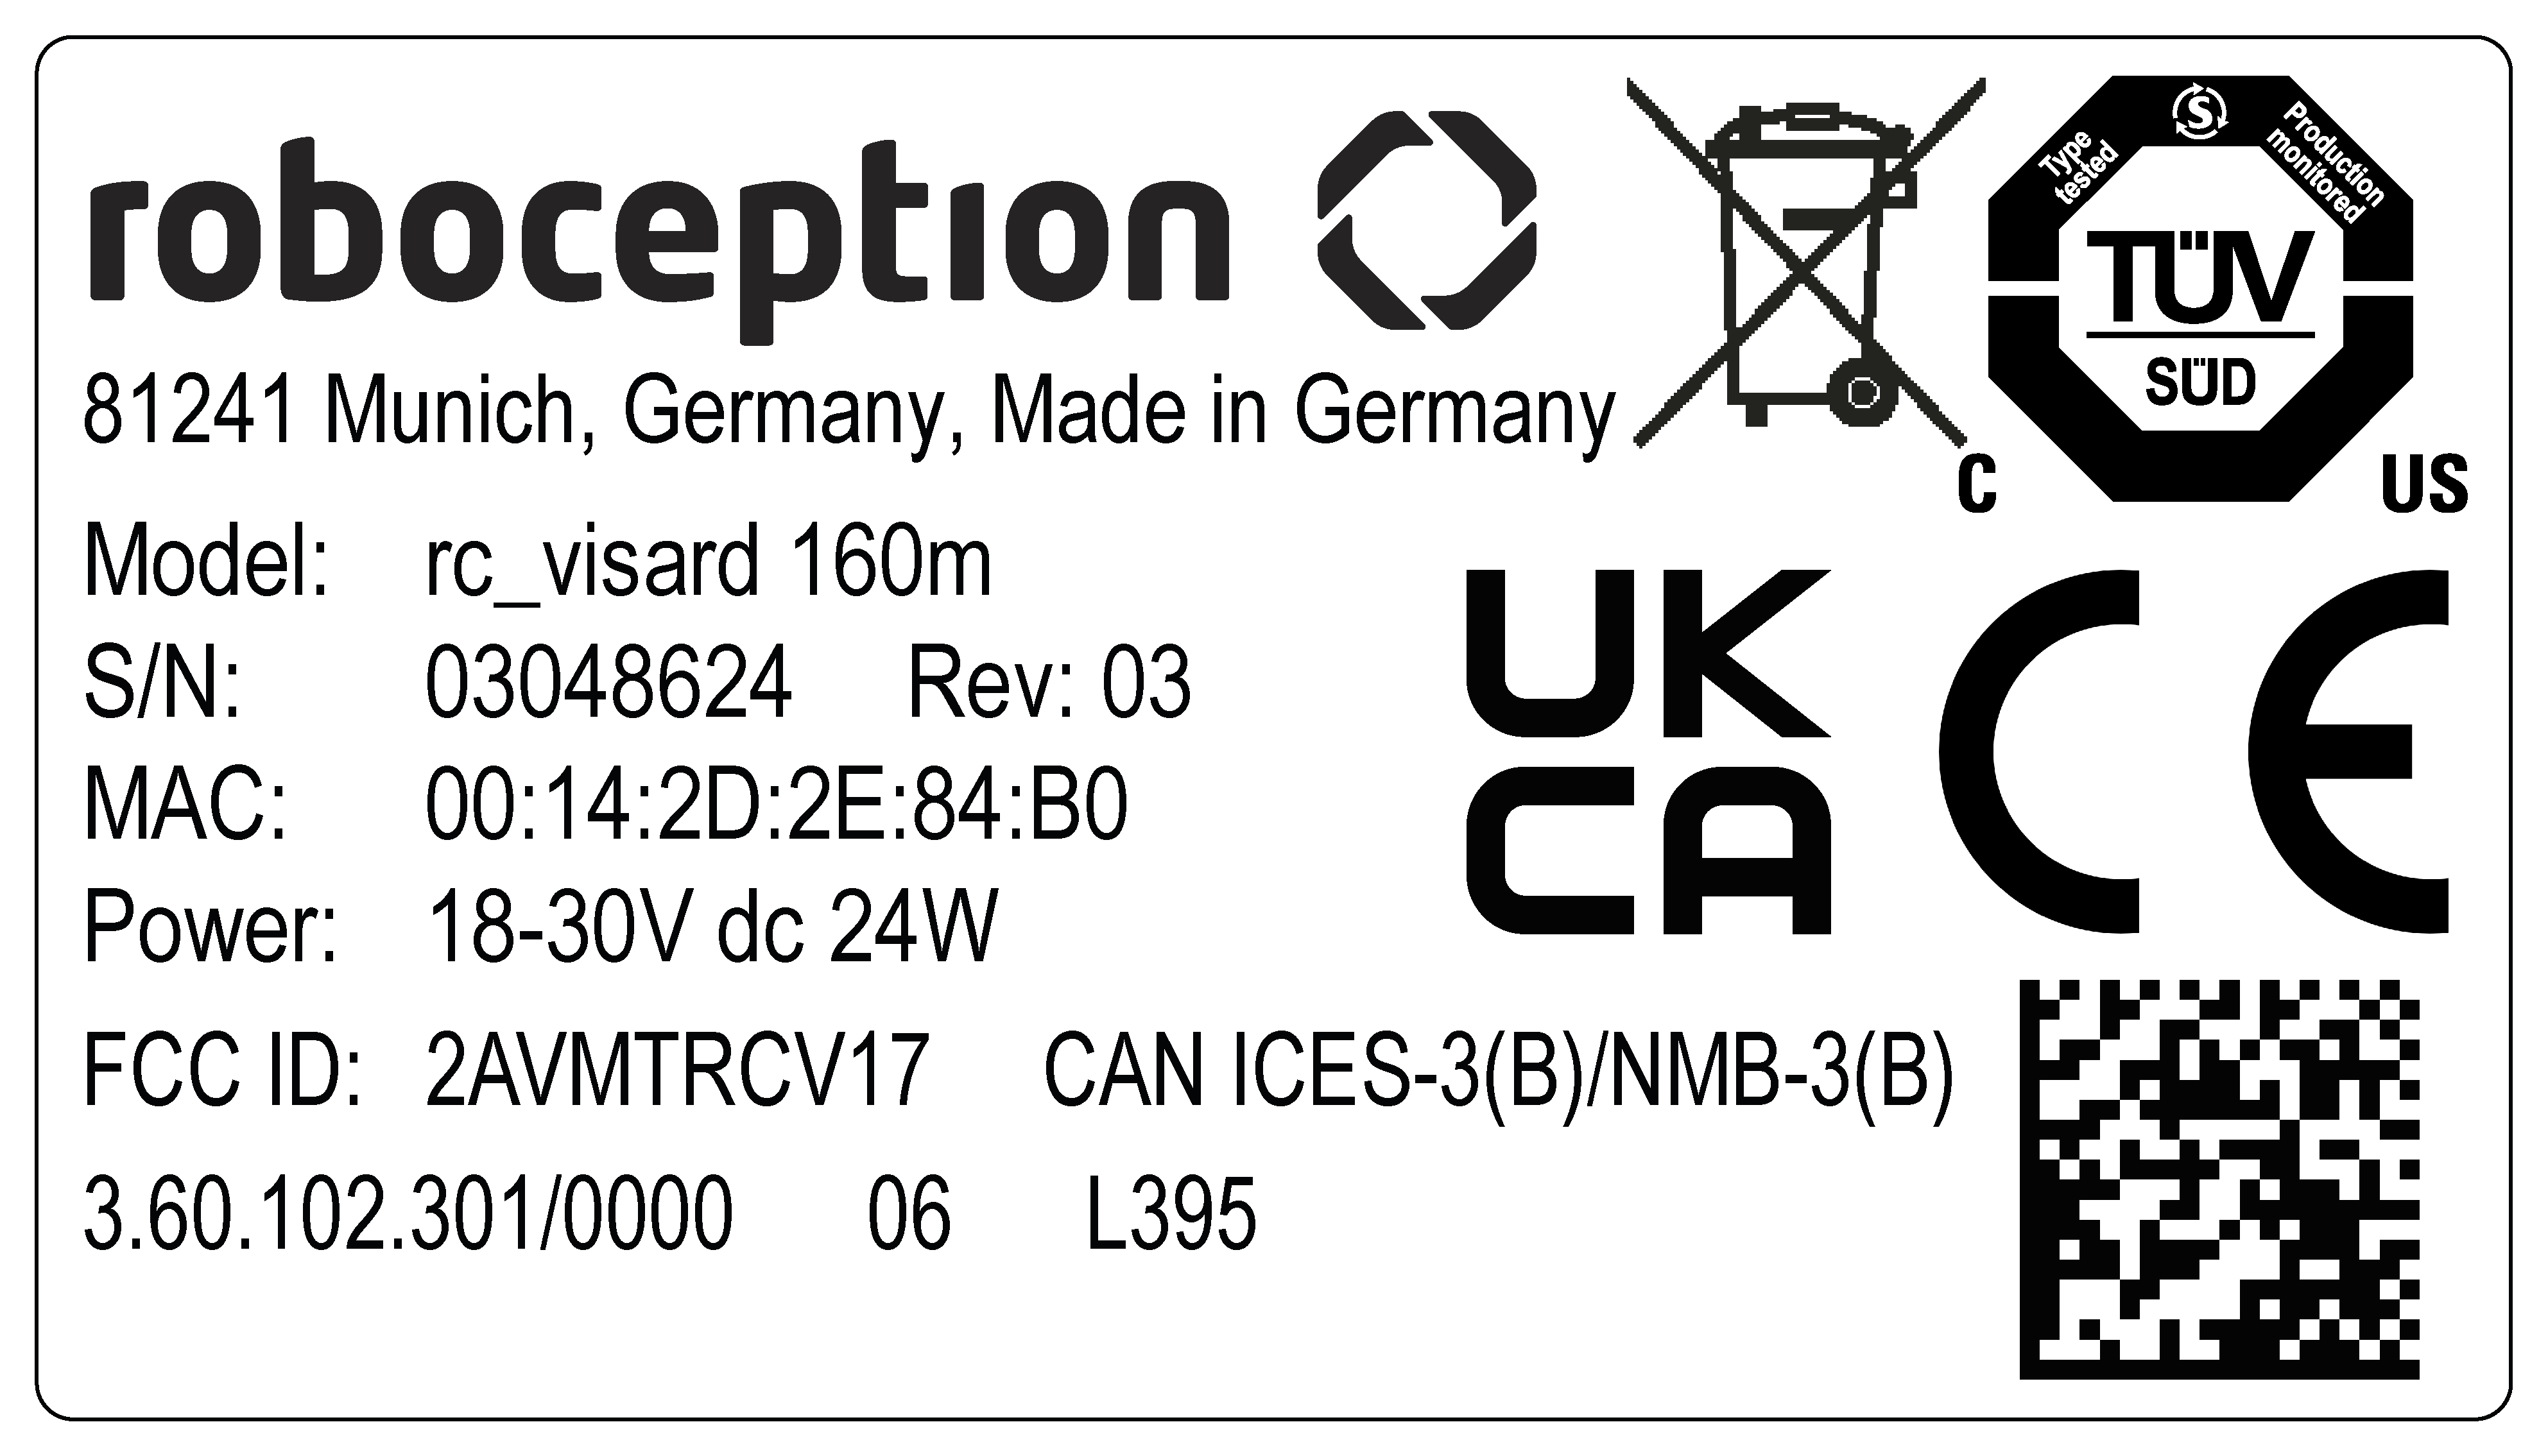 roboception
81241 Munich, Germany, Made in Germany
Type tested
S
Production monitored
TÜV
SÜD
C US
Model: rc_visard 160m
S/N: 03048624 Rev: 03
MAC: 00:14:2D:2E:84:B0
Power: 18-30V dc 24W
UK
CA
CE
FCC ID: 2AVMTRCV17 CAN ICES-3(B)/NMB-3(B)
3.60.102.301/0000 06 L395